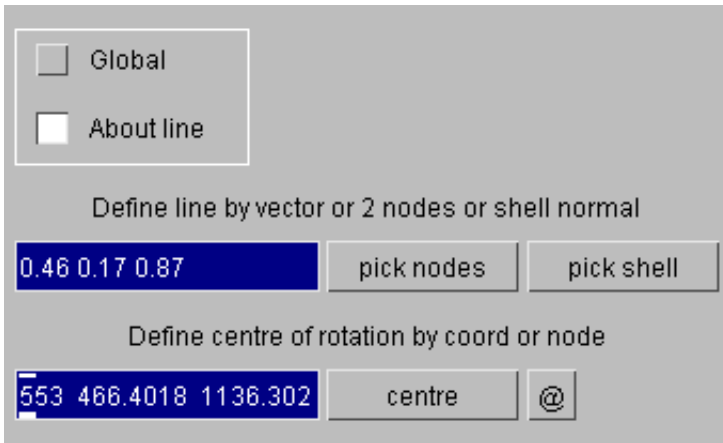 Global
About line
Define line by vector or 2 nodes or shell normal
0.46 0.17 0.87 pick nodes pick shell
Define centre of rotation by coord or node
553 466.4018 1136.302 centre @